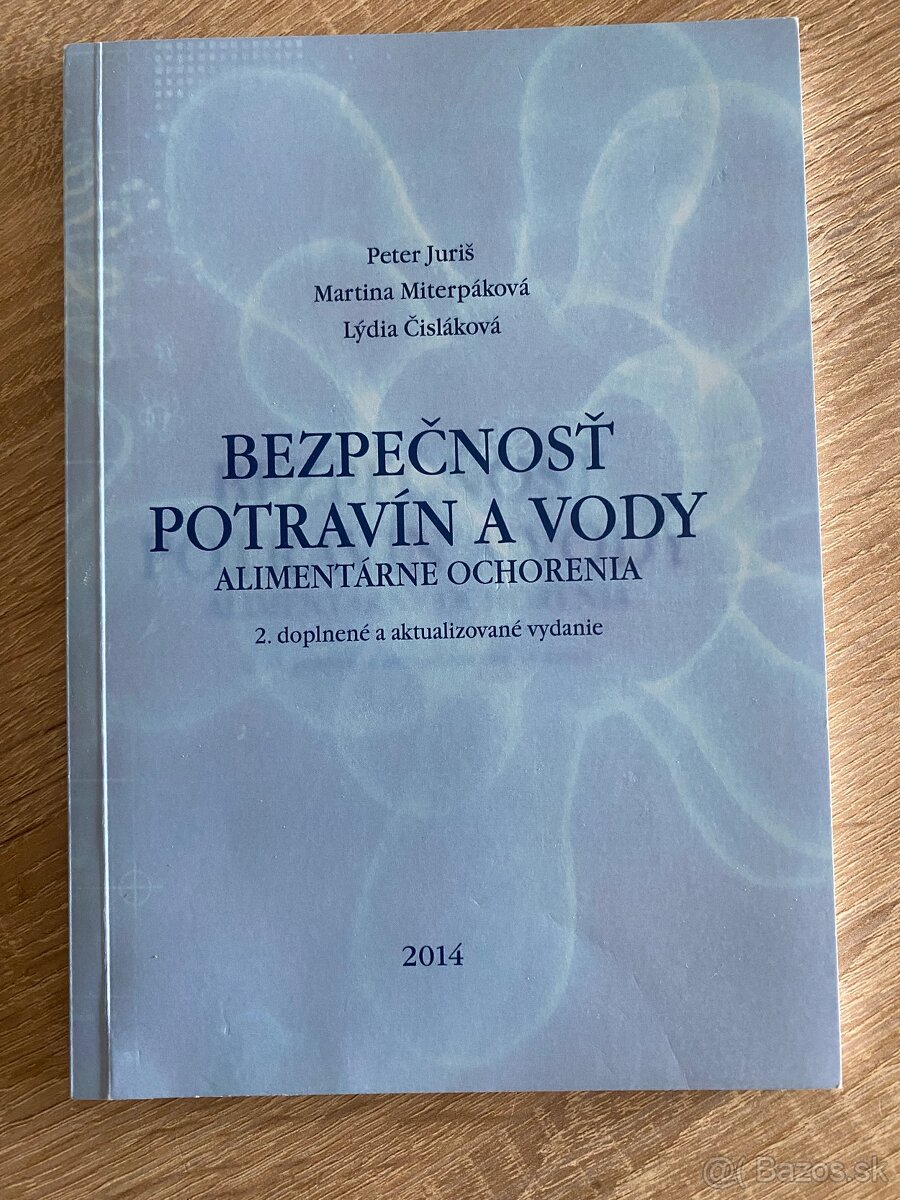 Peter Juriš
Martina Miterpáková
Lýdia Čisláková
BEZPEČNOSŤ
POTRAVÍN A VODY
ALIMENTÁRNE OCHORENIA
2. doplnené a aktualizované vydanie
2014
@( Bazos.sk